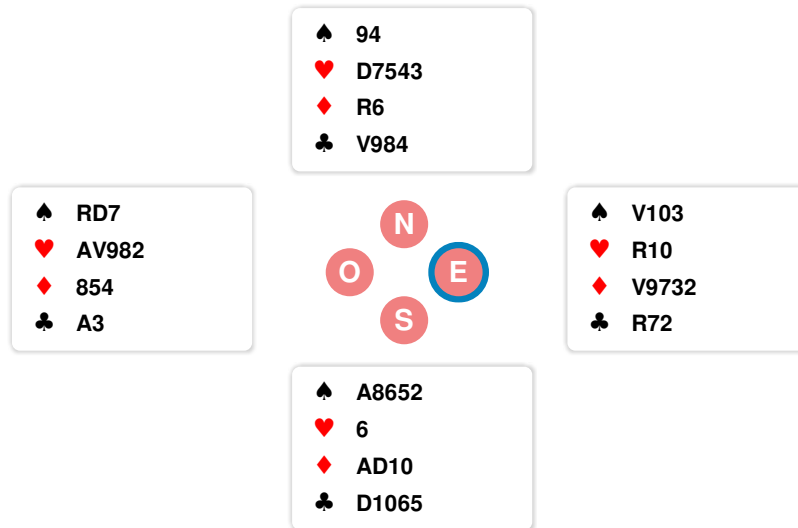 ♠ 94
♥ D7543
♦ R6
♣ V984
♠ RD7
♥ AV982
♦ 854
♣ A3
N
O
E
S
♠ V103
♥ R10
♦ V9732
♣ R72
♠ A8652
♥ 6
♦ AD10
♣ D1065